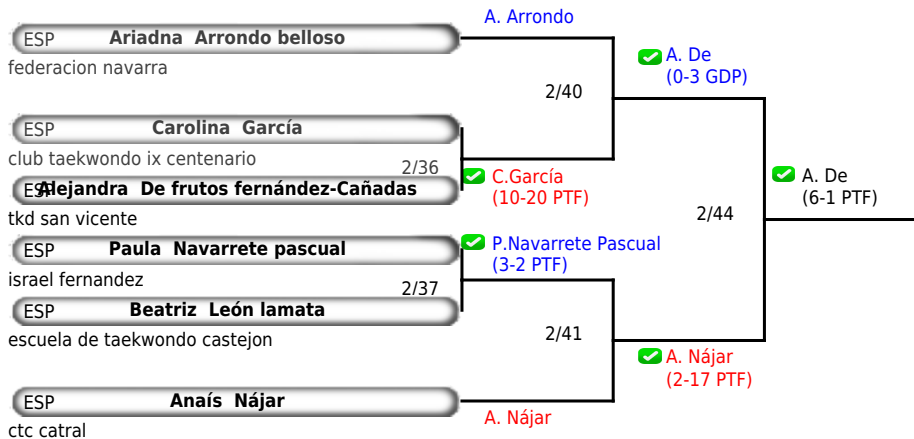 A. Arrondo
ESP Ariadna Arrondo belloso
federacion navarra
A. De
(0-3 GDP)
2/40
ESP Carolina García
club taekwondo ix centenario
2/36
C.García
(10-20 PTF)
ESP Alejandra De frutos fernández-Cañadas
tkd san vicente
A. De
(6-1 PTF)
2/44
ESP Paula Navarrete pascual
P.Navarrete Pascual
(3-2 PTF)
israel fernandez
2/37
ESP Beatriz León lamata
escuela de taekwondo castejon
2/41
A. Nájar
(2-17 PTF)
ESP Anaís Nájar
A. Nájar
ctc catral